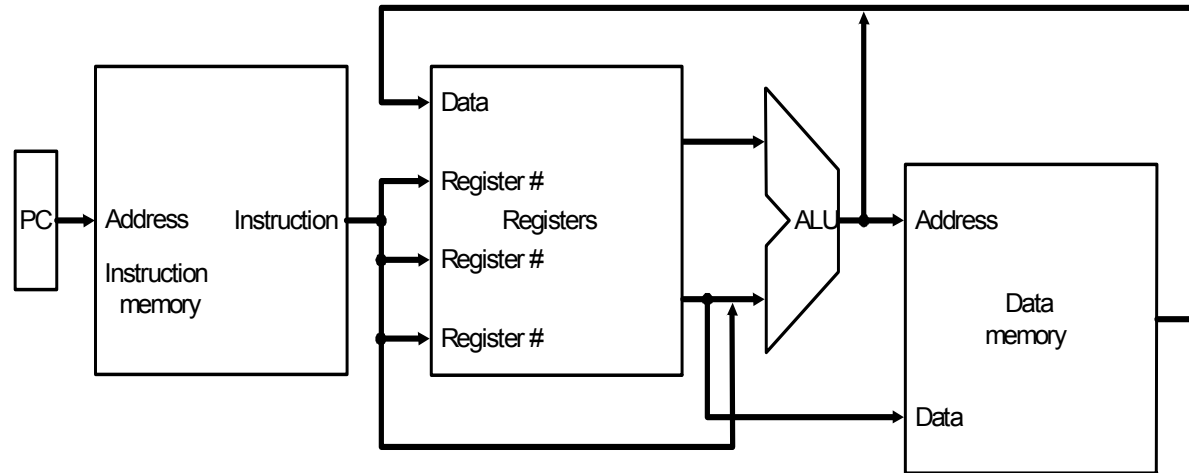 PC
Address
Instruction
Instruction
memory
Data
Register #
Registers
Register #
Register #
ALU
Address
Data
memory
Data